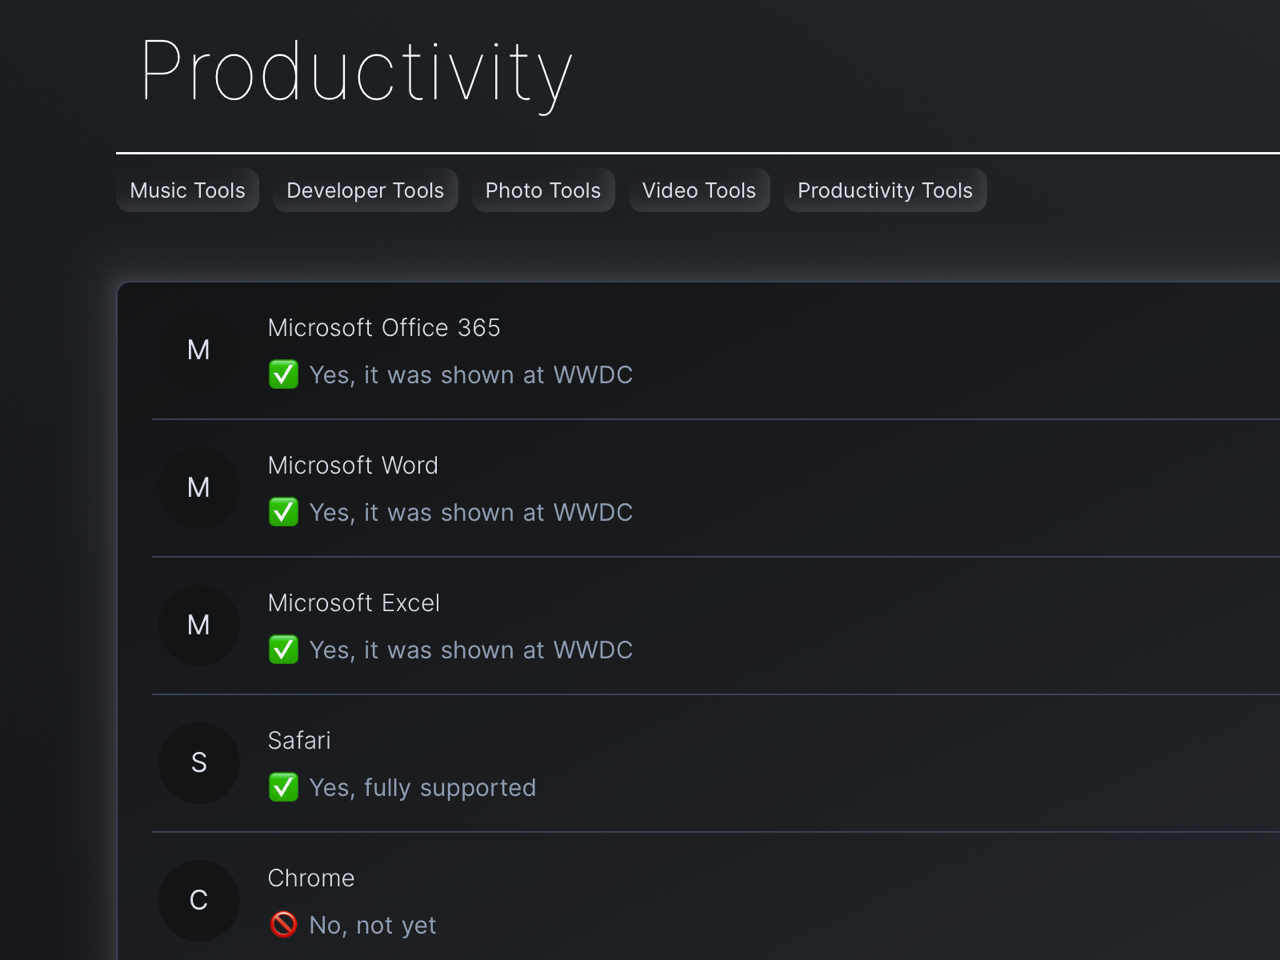 Productivity
Music Tools Developer Tools Photo Tools Video Tools Productivity Tools
M
Microsoft Office 365
✅ Yes, it was shown at WWDC
M
Microsoft Word
✅ Yes, it was shown at WWDC
M
Microsoft Excel
✅ Yes, it was shown at WWDC
S
Safari
✅ Yes, fully supported
C
Chrome
🚫 No, not yet